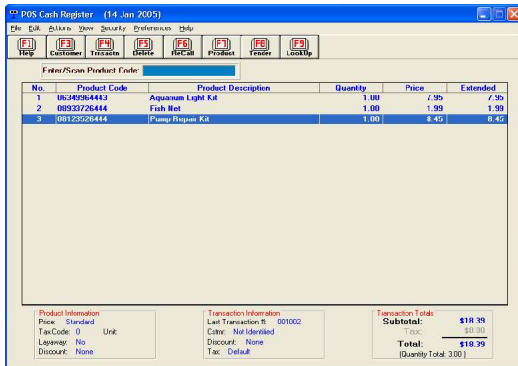 POS Cash Register (14 Jan 2005)
File Edit Actions View Security Preferences Help
F1 F3 F4 F5 F6 F7 F8 F9
Help Customer Trnsactn Delete ReCall Product Tender LookUp
Enter/Scan Product Code:
No. Product Code Product Description Quantity Price Extended
1 06349964443 Aquarium Light Kit 1.00 7.95 7.95
2 08933726444 Fish Net 1.00 1.99 1.99
3 08123526444 Pump Repair Kit 1.00 8.45 8.45
Product Information Transaction Information Transaction Totals
Price: Standard Last Transaction #: 001002 Subtotal: $18.39
TaxCode: 0 Unit: Cstmr: Not Identified Tax: $0.00
Layaway: No Discount: None Total: $18.39
Discount: None Tax: Default (Quantity Total: 3.00 )